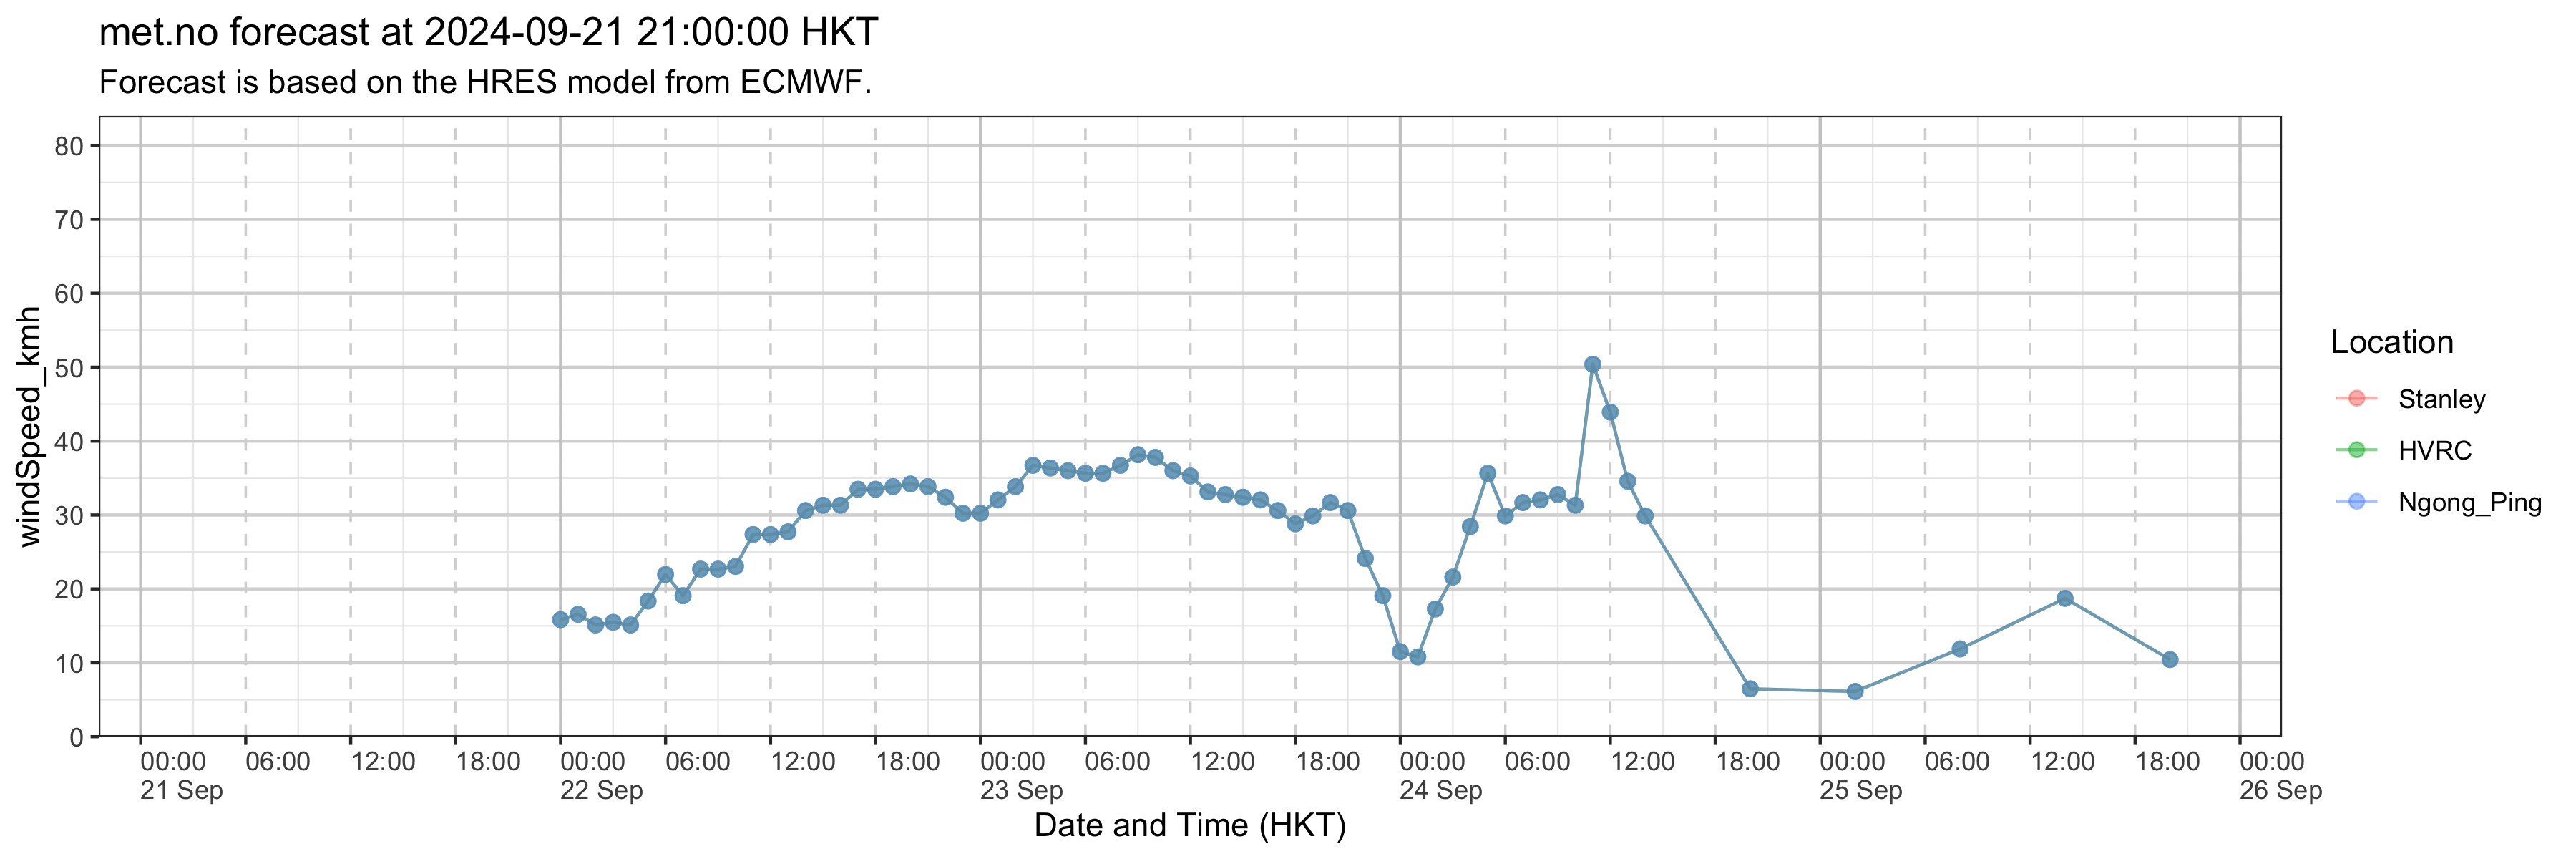 met.no forecast at 2024-09-21 21:00:00 HKT
Forecast is based on the HRES model from ECMWF.
windSpeed_kmh
80
70
60
50
40
30
20
10
0
00:00 06:00 12:00 18:00 00:00 06:00 12:00 18:00 00:00 06:00 12:00 18:00 00:00 06:00 12:00 18:00 00:00 06:00 12:00 18:00 00:00
21 Sep 22 Sep 23 Sep 24 Sep 25 Sep 26 Sep
Date and Time (HKT)
Location
Stanley
HVRC
Ngong_Ping